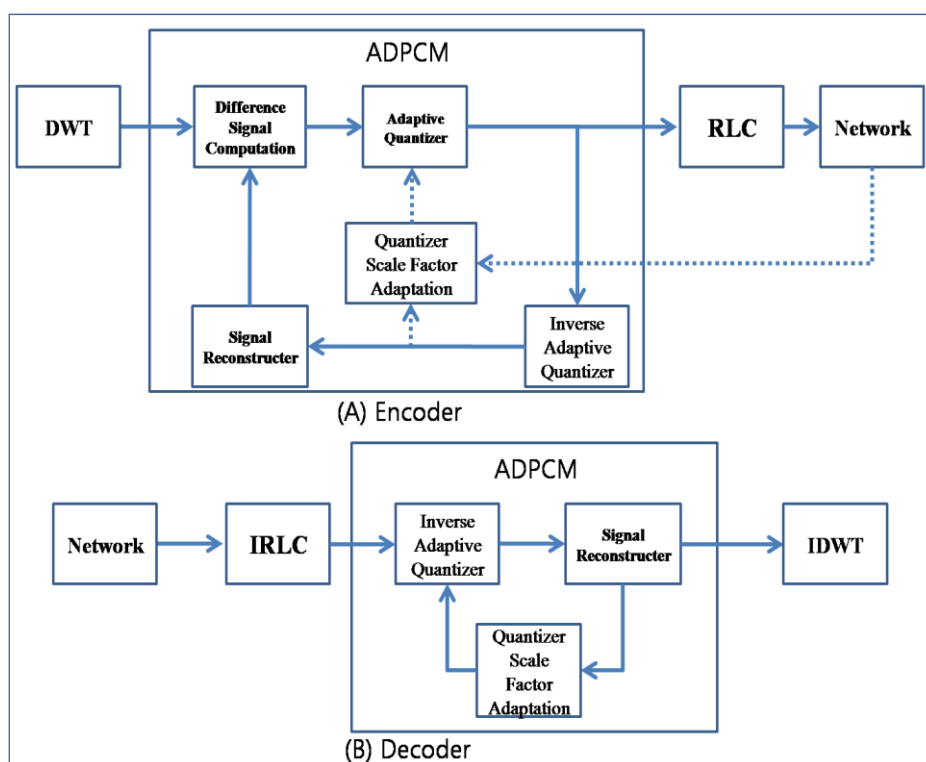 ADPCM
DWT
Difference
Signal
Computation
Adaptive
Quantizer
RLC
Network
Quantizer
Scale Factor
Adaptation
Signal
Reconstructer
Inverse
Adaptive
Quantizer
(A) Encoder
ADPCM
Network
IRLC
Inverse
Adaptive
Quantizer
Signal
Reconstructer
IDWT
Quantizer
Scale
Factor
Adaptation
(B) Decoder